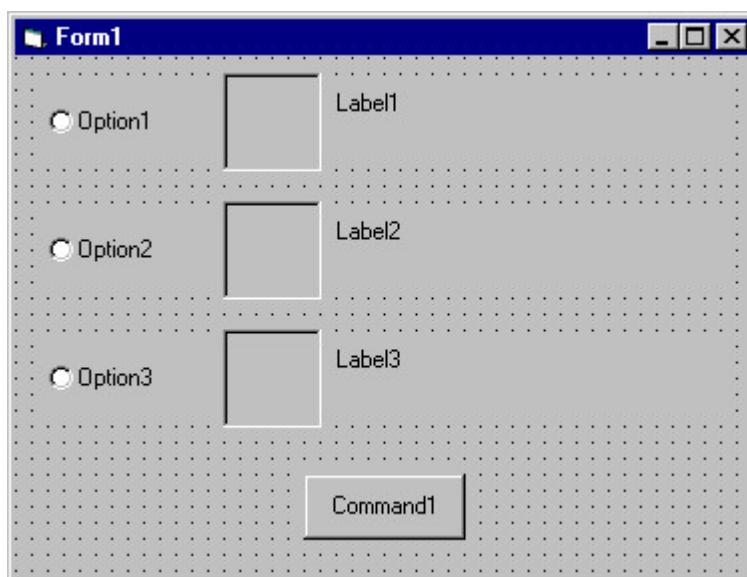 Form1
Option1
Label1
Option2
Label2
Option3
Label3
Command1